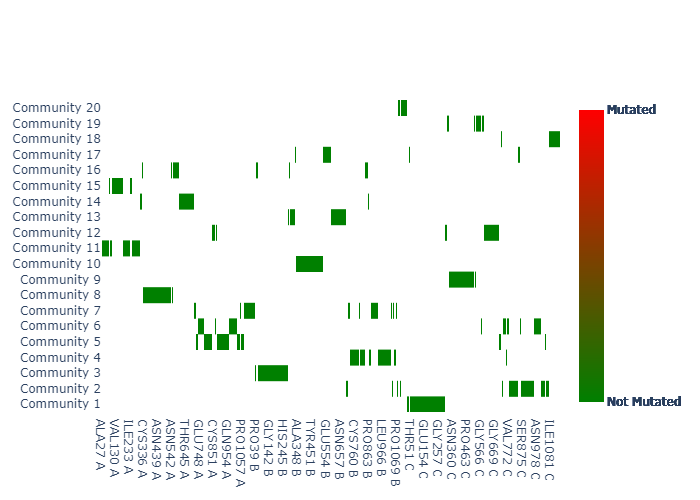 Mutated
Community 20
Community 19
Community 18
Community 17
Community 16
Community 15
Community 14
Community 13
Community 12
Community 11
Community 10
Community 9
Community 8
Community 7
Community 6
Community 5
Community 4
Community 3
Community 2
Community 1
Not Mutated
ALA27 A
VAL130 A
ILE233 A
CYS336 A
ASN439 A
ASN542 A
THR645 A
GLU748 A
CYS851 A
GLN954 A
PRO1057 A
PRO39 B
GLY142 B
HIS245 B
ALA348 B
TYR451 B
GLU554 B
ASN657 B
CYS760 B
PRO863 B
LEU966 B
PRO1069 B
THR51 C
GLU154 C
GLY257 C
ASN360 C
PRO463 C
GLY566 C
GLY669 C
VAL772 C
SER875 C
ASN978 C
ILE1081 C